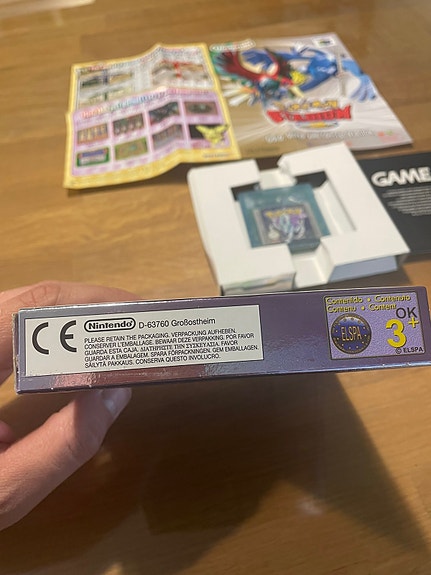 GAME
CE
Nintendo D-63760 Großostheim
PLEASE RETAIN THE PACKAGING. VERPACKUNG AUFHEBEN.
CONSERVER L'EMBALLAGE. BEWAAR DEZE VERPAKKING. POR FAVOR
GUARDA ESTA CAJA. ΔΙΑΤΗΡΗΣΤΕ ΤΗΝ ΣΥΣΚΕΥΑΣΙΑ. FAVOR
GUARDAR A EMBALAGEM. SPARA FÖRPACKNINGEN. GEM EMBALLAGEN.
SÄILYTÄ PAKKAUS. CONSERVA QUESTO INVOLUCRO.
Contenido • Contenuto
Content • Content
ELSPA
OK
3+
© ELSPA